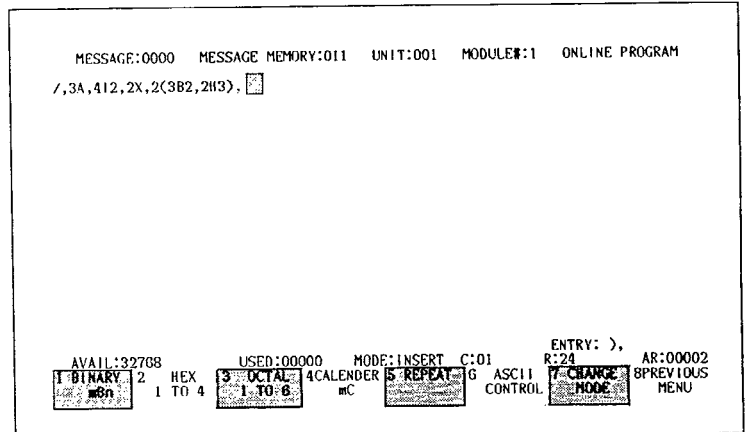 MESSAGE:0000 MESSAGE MEMORY:011 UNIT:001 MODULE#:1 ONLINE PROGRAM
/,3A,4I2,2X,2(3B2,2H3),
ENTRY: ),
AVAIL:32768 USED:00000 MODE:INSERT C:01 R:24 AR:00002
1 BINARY 2 HEX 3 OCTAL 4CALENDER 5 REPEAT 6 ASCII 7 CHANGE 8PREVIOUS
mBn 1 TO 4 1 TO 6 mC CONTROL MODE MENU